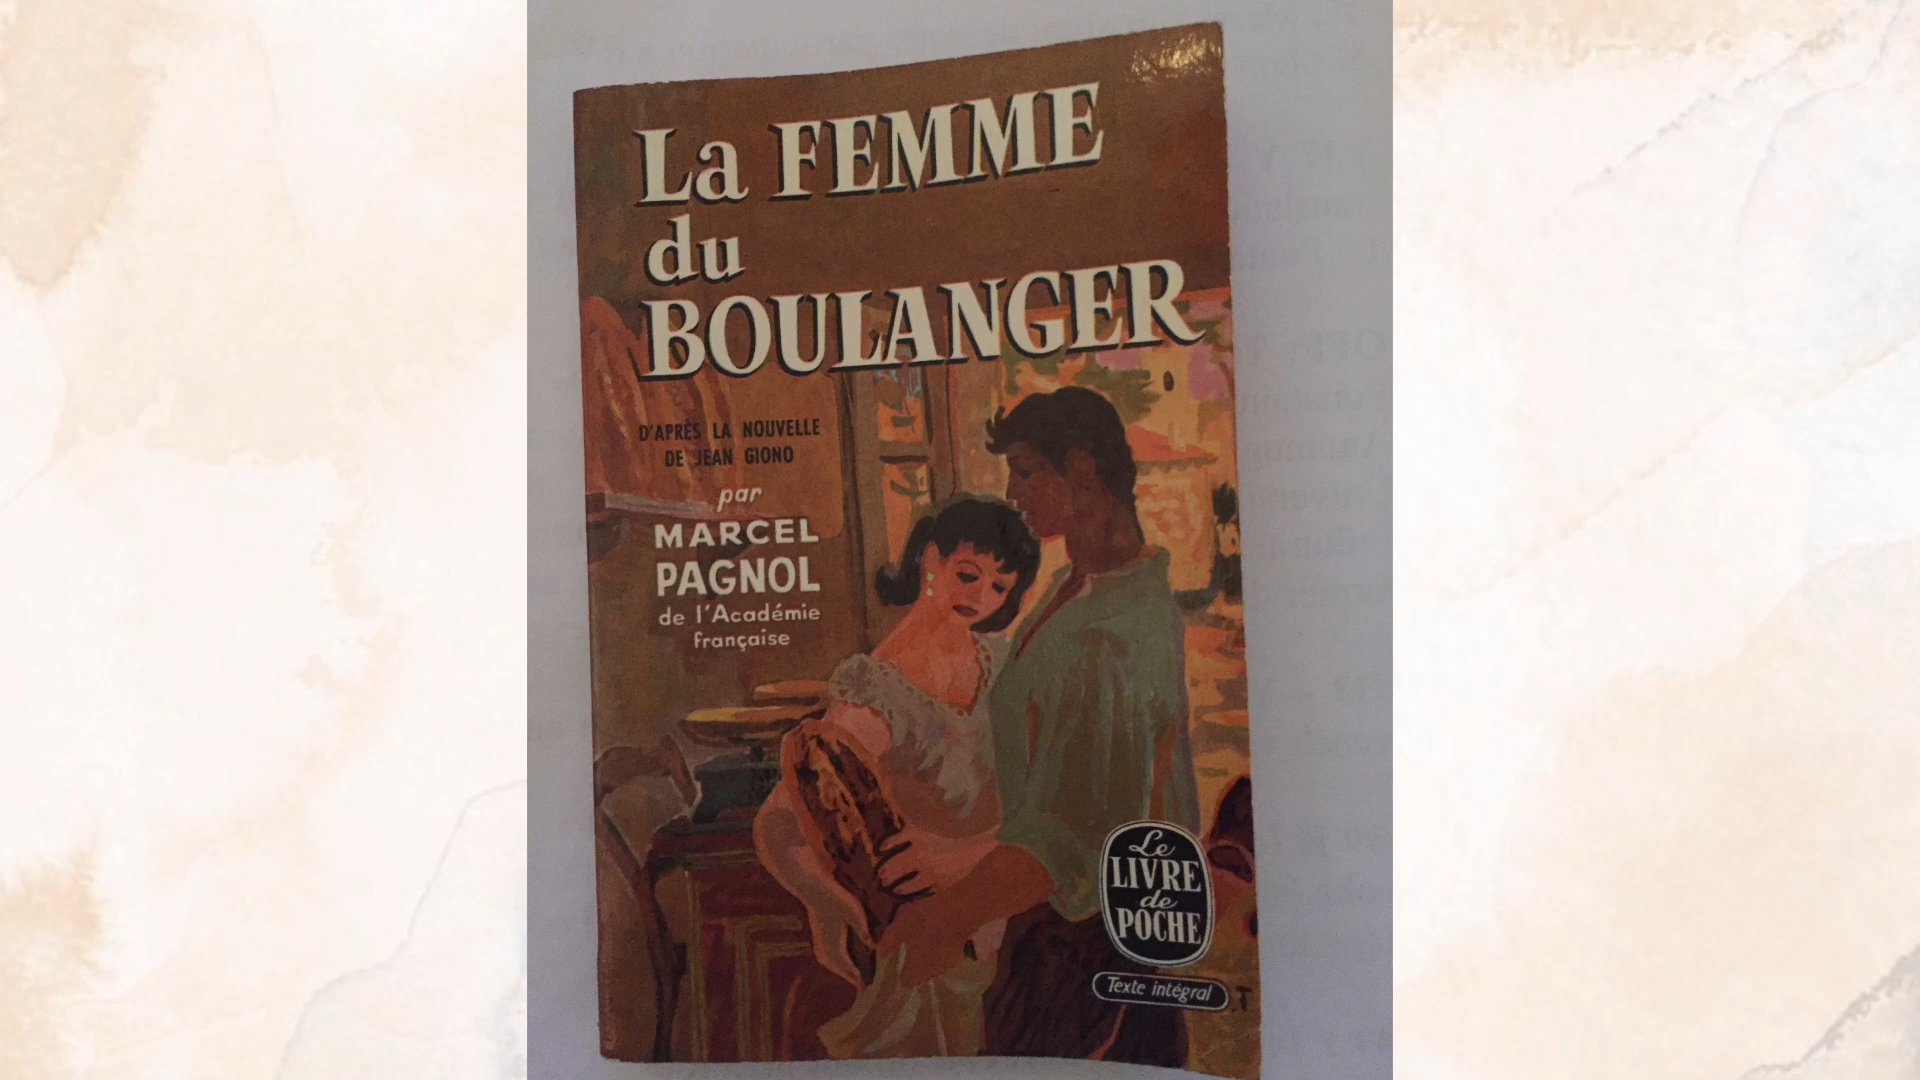 La FEMME
du
BOULANGER
D'APRÈS LA NOUVELLE
DE JEAN GIONO
par
MARCEL
PAGNOL
de l'Académie
française
Le
LIVRE
de
POCHE
Texte intégral